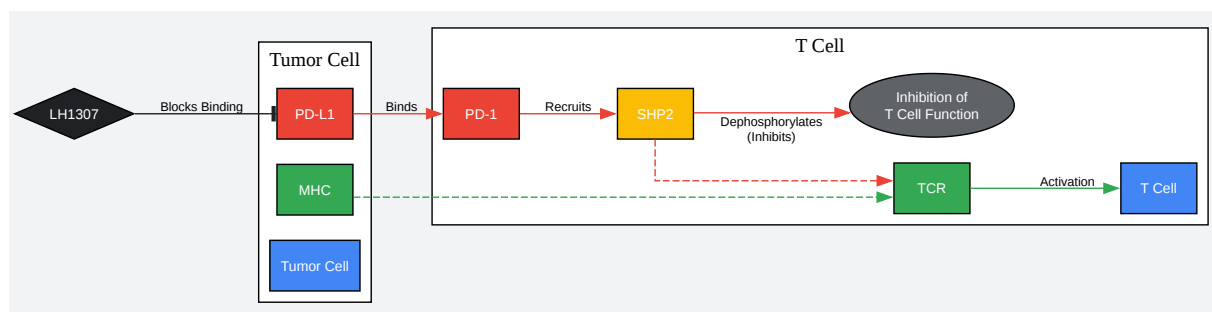 Tumor Cell
T Cell
LH1307
Blocks Binding
PD-L1
Binds
PD-1
Recruits
SHP2
Dephosphorylates
(Inhibits)
Inhibition of
T Cell Function
MHC
TCR
Activation
T Cell
Tumor Cell